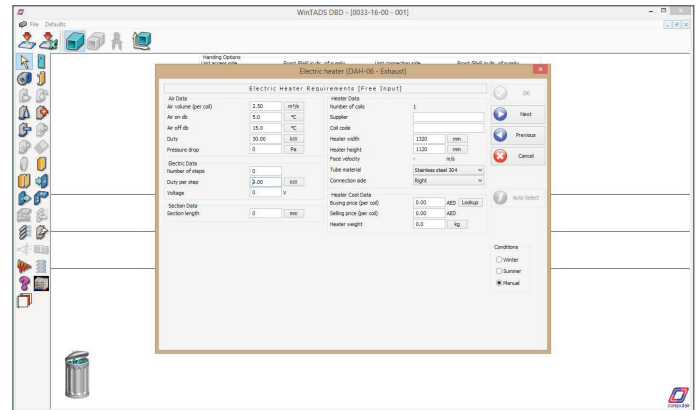 WinTADS DBD - [0033-16-00 - 001]
File Defaults
Handing Options
Electric heater [DAH-06 - Exhaust]
Electric Heater Requirements [Free Input]
Air Data
Air volume (per coil) 2.50 m³/s
Air on db 5.0 °C
Air off db 15.0 °C
Duty 30.00 kW
Pressure drop 0 Pa
Electric Data
Number of steps 0
Duty per step 0.00 kW
Voltage 0 V
Section Data
Section length 0 mm
Heater Data
Number of coils 1
Supplier
Coil code
Heater width 1320 mm
Heater height 1120 mm
Face velocity - m/s
Tube material Stainless steel 304
Connection side Right
Heater Cost Data
Buying price (per coil) 0.00 AED Lookup
Selling price (per coil) 0.00 AED
Heater weight 0.0 kg
OK
Next
Previous
Cancel
Auto Select
Conditions
Winter
Summer
Manual
computair